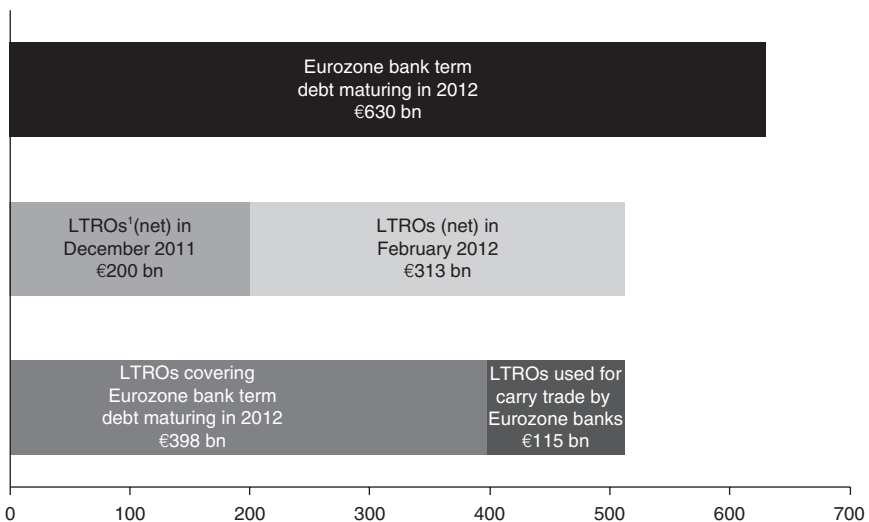 Eurozone bank term
debt maturing in 2012
€630 bn
LTROs¹(net) in
December 2011
€200 bn
LTROs (net) in
February 2012
€313 bn
LTROs covering
Eurozone bank term
debt maturing in 2012
€398 bn
LTROs used for
carry trade by
Eurozone banks
€115 bn
0 100 200 300 400 500 600 700